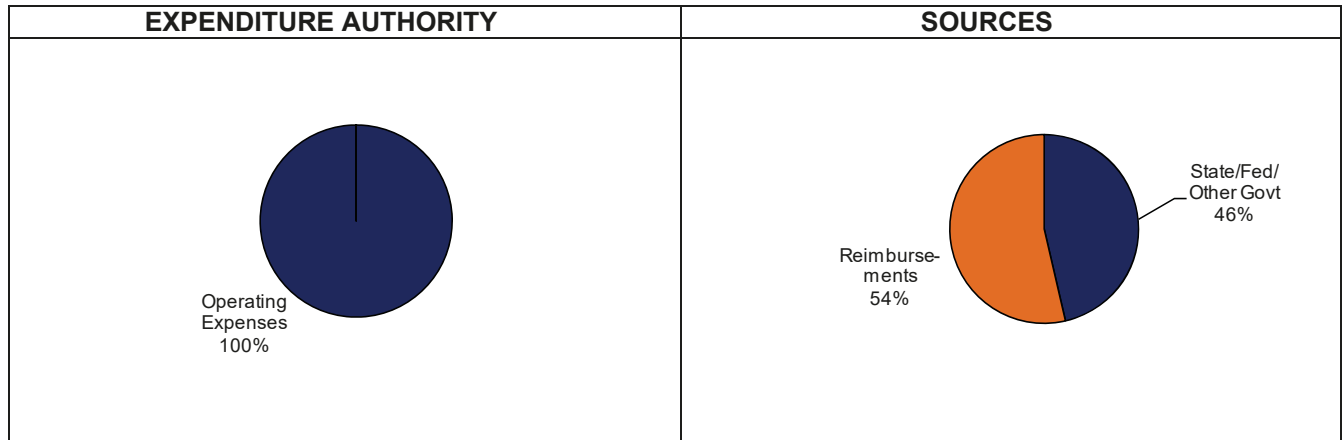 EXPENDITURE AUTHORITY
SOURCES
Operating
Expenses
100%
State/Fed/
Other Govt
46%
Reimburse-
ments
54%